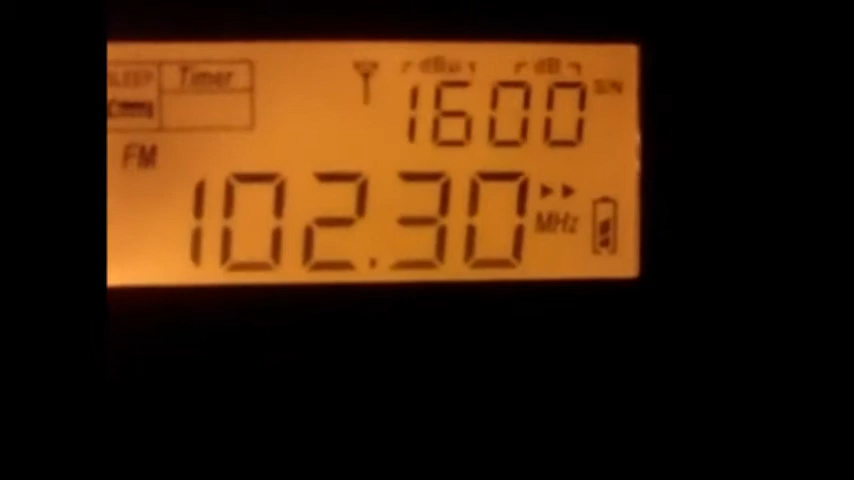 SLEEP Timer dBµ dB
1600 S/N
FM
102.30 MHz